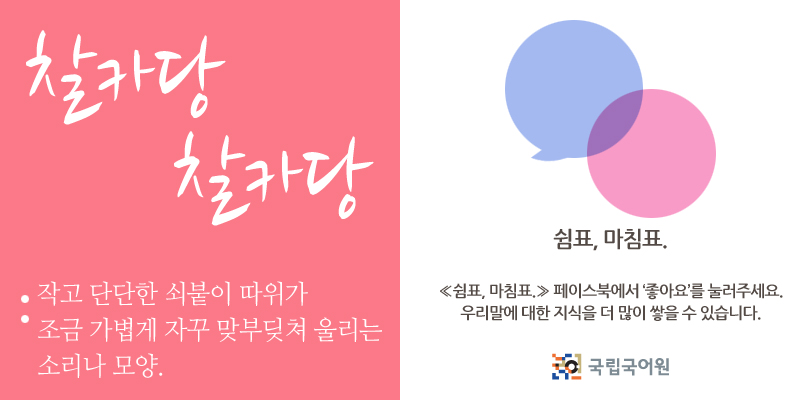 찰카당
찰카당
: 작고 단단한 쇠붙이 따위가
조금 가볍게 자꾸 맞부딪쳐 울리는
소리나 모양.
쉼표, 마침표.
≪쉼표, 마침표.≫ 페이스북에서 '좋아요'를 눌러주세요.
우리말에 대한 지식을 더 많이 쌓을 수 있습니다.
국립국어원